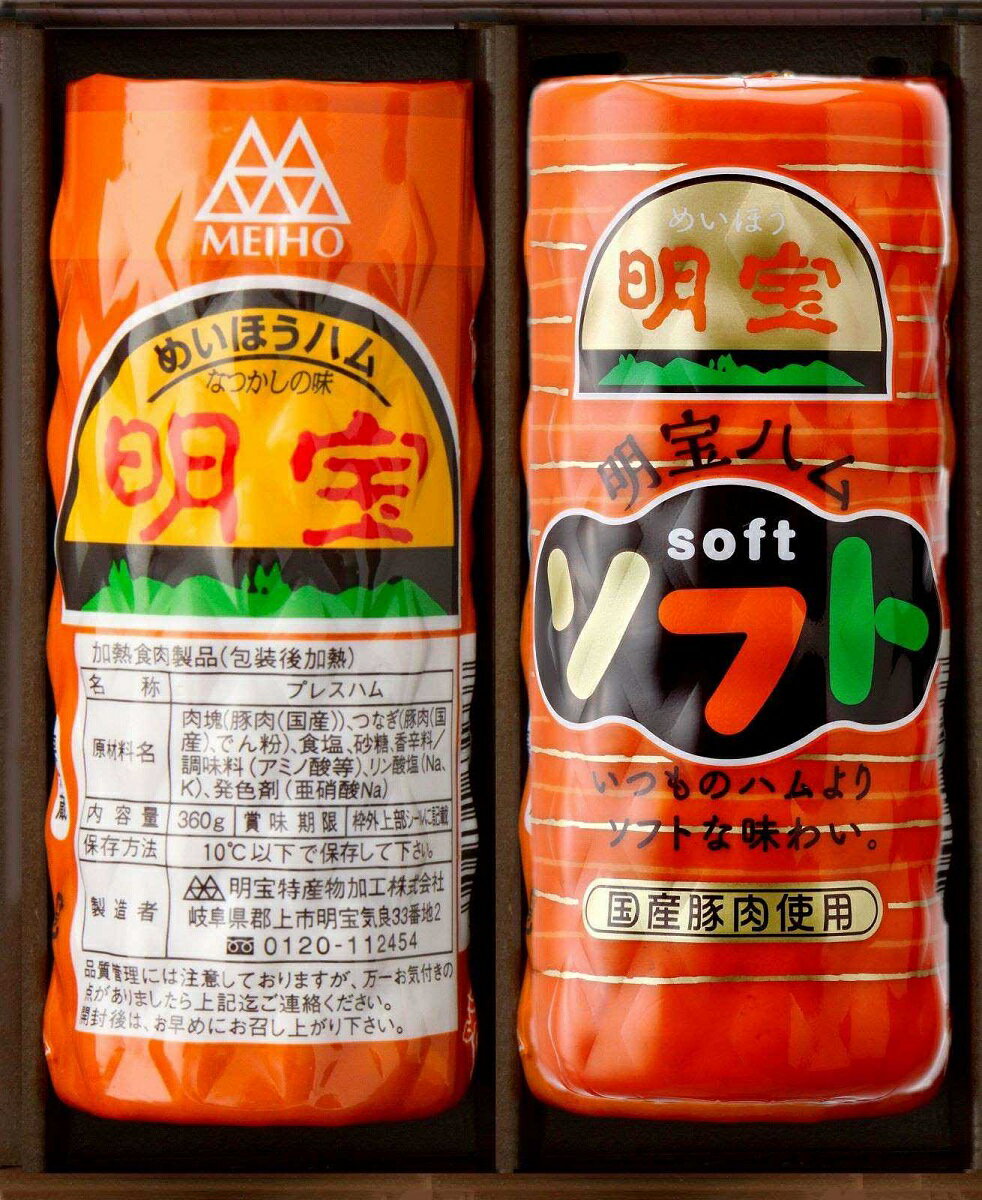 MEIHO
めいほうハム
なつかしの味
明宝
加熱食肉製品(包装後加熱)
名 称 プレスハム
原材料名 肉塊(豚肉(国産))、つなぎ(豚肉(国
産)、でん粉)、食塩、砂糖、香辛料/
調味料(アミノ酸等)、リン酸塩(Na、
K)、発色剤(亜硝酸Na)
内容量 360g 賞味期限 枠外上部シールに記載
保存方法 10℃以下で保存して下さい。
製造者 明宝特産物加工株式会社
岐阜県郡上市明宝気良33番地2
0120-112454
品質管理には注意しておりますが、万一お気付きの
点がありましたら上記迄ご連絡ください。
開封後は、お早めにお召し上がり下さい。
蔵
めいほう
明宝
明宝ハム
soft
ソフト
いつものハムより
ソフトな味わい。
国産豚肉使用